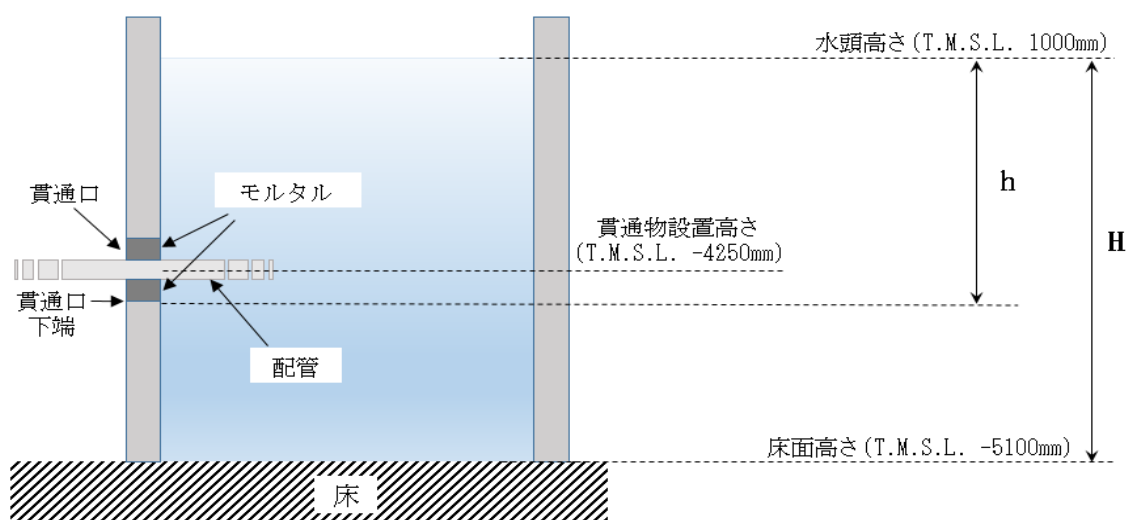 水頭高さ(T.M.S.L. 1000mm)
貫通口
モルタル
h
貫通物設置高さ
(T.M.S.L. -4250mm)
H
貫通口
下端
配管
床面高さ(T.M.S.L. -5100mm)
床